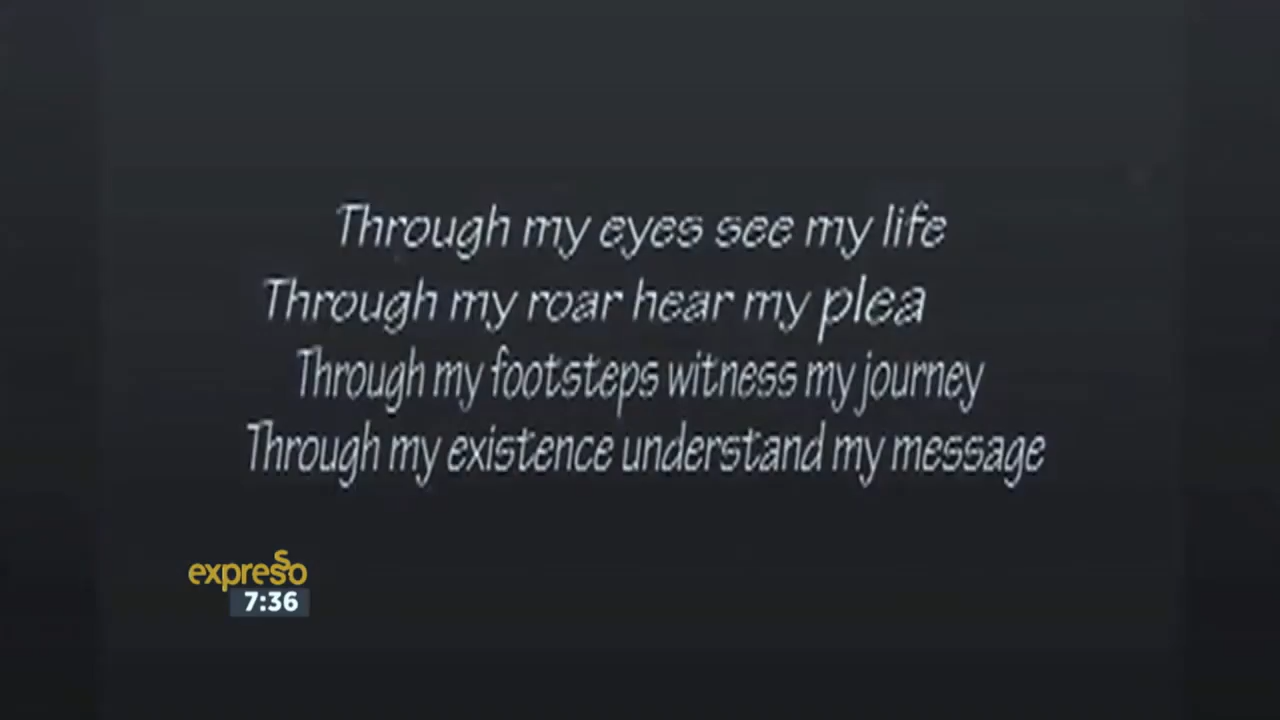 Through my eyes see my life
Through my roar hear my plea
Through my footsteps witness my journey
Through my existence understand my message
expresso
7:36